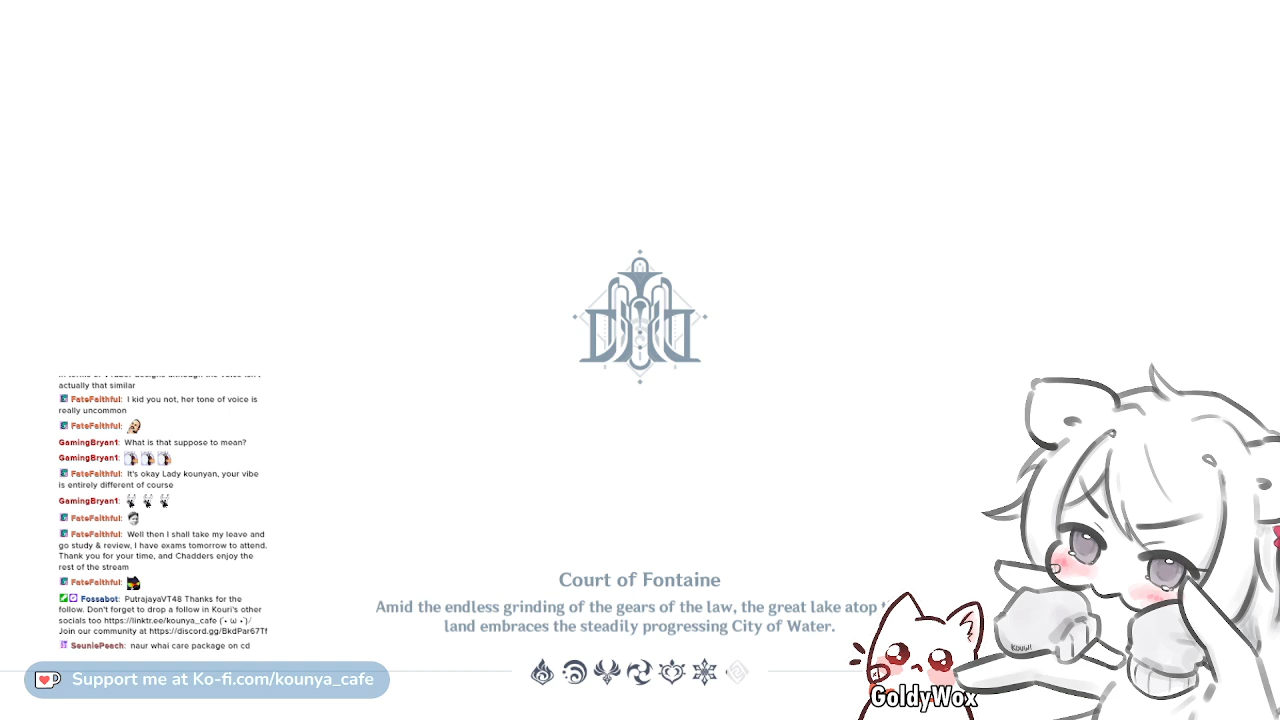 actually that similar
FateFaithful: I kid you not, her tone of voice is
really uncommon
FateFaithful:
GamingBryan1: What is that suppose to mean?
GamingBryan1:
FateFaithful: It's okay Lady kounyan, your vibe
is entirely different of course
GamingBryan1:
FateFaithful:
FateFaithful: Well then I shall take my leave and
go study & review, I have exams tomorrow to attend.
Thank you for your time, and Chadders enjoy the
rest of the stream
FateFaithful:
Fossabot: PutrajayaVT48 Thanks for the
follow. Don't forget to drop a follow in Kouri's other
socials too https://linktr.ee/kounya_cafe (´• ω •`)/
Join our community at https://discord.gg/BkdPar67Tf
SeuniePeach: naur whai care package on cd
Support me at Ko-fi.com/kounya_cafe
Court of Fontaine
Amid the endless grinding of the gears of the law, the great lake atop
land embraces the steadily progressing City of Water.
GoldyWox